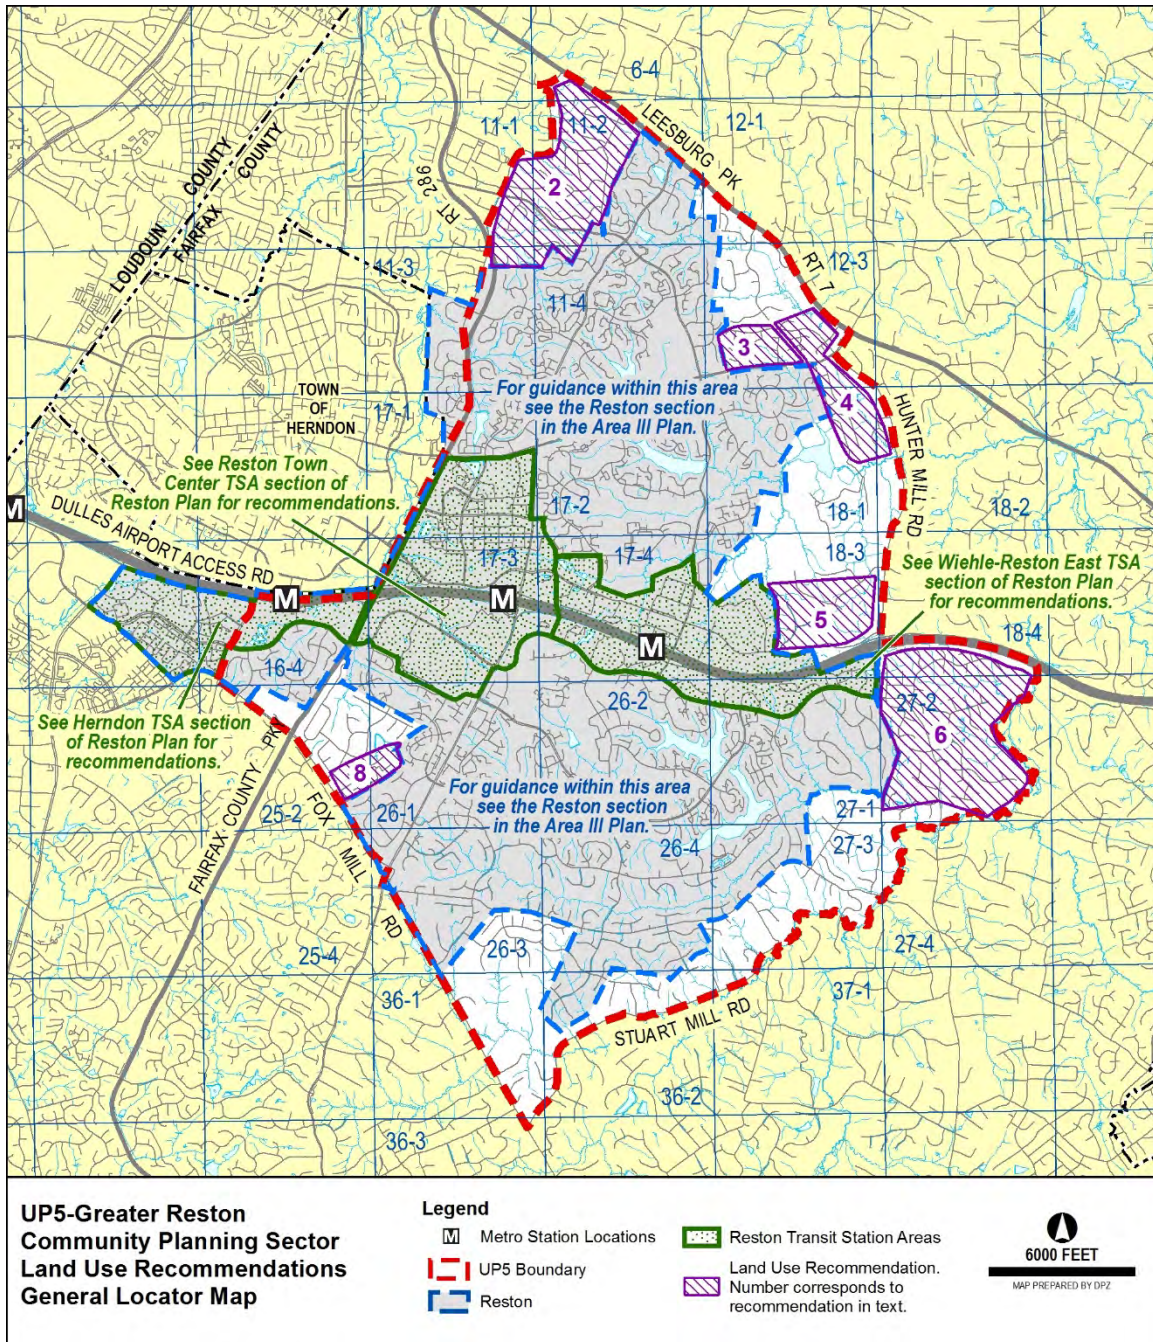 6-4
LEESBURG PK
12-1
11-1
11-2
2
RT 286
LOUDOUN COUNTY
FAIRFAX COUNTY
RT 7
12-3
11-3
11-4
3
4
TOWN
OF
HERNDON
17-1
For guidance within this area
see the Reston section
in the Area III Plan.
HUNTER MILL RD
See Reston Town
Center TSA section of
Reston Plan for
recommendations.
M
DULLES AIRPORT ACCESS RD
17-2
18-1
18-2
17-3
17-4
18-3
See Wiehle-Reston East TSA
section of Reston Plan
for recommendations.
M
M
M
5
18-4
16-4
26-2
27-2
6
See Herndon TSA section
of Reston Plan for
recommendations.
FAIRFAX COUNTY PKY
8
For guidance within this area
see the Reston section
in the Area III Plan.
25-2
FOX MILL RD
26-1
26-4
27-1
27-3
25-4
26-3
27-4
36-1
37-1
STUART MILL RD
36-2
36-3
UP5-Greater Reston
Community Planning Sector
Land Use Recommendations
General Locator Map
Legend
M Metro Station Locations
UP5 Boundary
Reston
Reston Transit Station Areas
Land Use Recommendation.
Number corresponds to
recommendation in text.
6000 FEET
MAP PREPARED BY DPZ